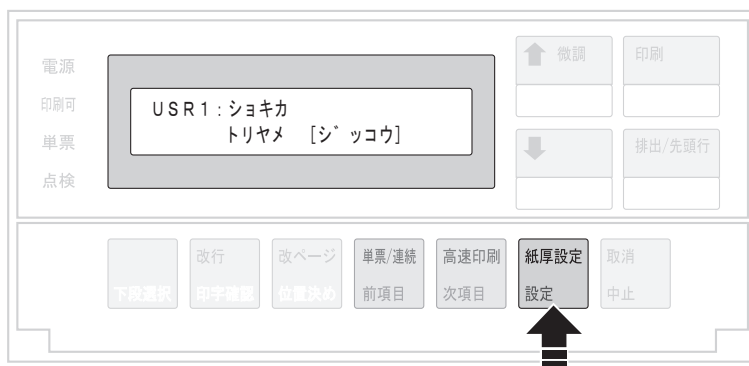 電源
印刷可
単票
点検
USR1:ショキカ
トリヤメ [ジッコウ]
微調
印刷
排出/先頭行
下段選択
改行
印字確認
改ページ
位置決め
単票/連続
前項目
高速印刷
次項目
紙厚設定
設定
取消
中止